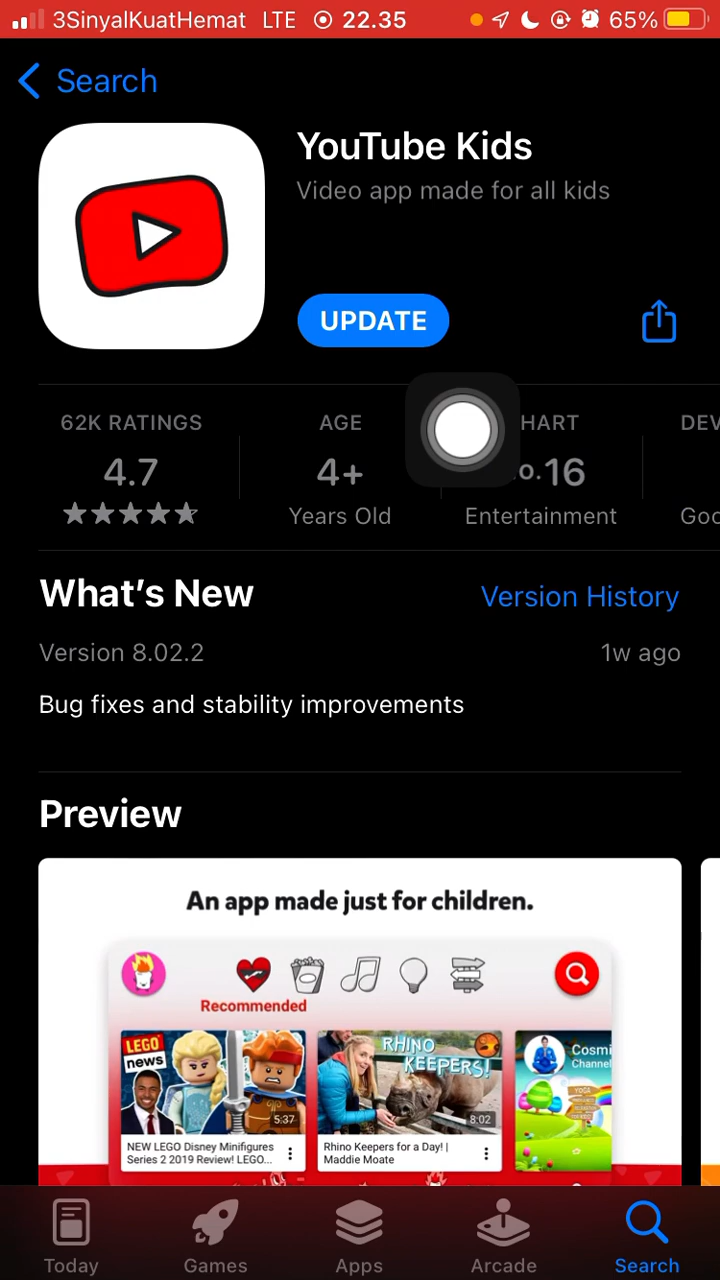 3SinyalKuatHemat LTE 22.35 65%
Search
YouTube Kids
Video app made for all kids
UPDATE
62K RATINGS
4.7
AGE
4+
Years Old
HART
o.16
Entertainment
DEV
Goo
What's New
Version History
Version 8.02.2
1w ago
Bug fixes and stability improvements
Preview
An app made just for children.
Recommended
LEGO
news
5:37
NEW LEGO Disney Minifigures
Series 2 2019 Review! LEGO...
RHINO
KEEPERS!
8:02
Rhino Keepers for a Day! |
Maddie Moate
Cosmi
Channel
YOGA
Today
Games
Apps
Arcade
Search